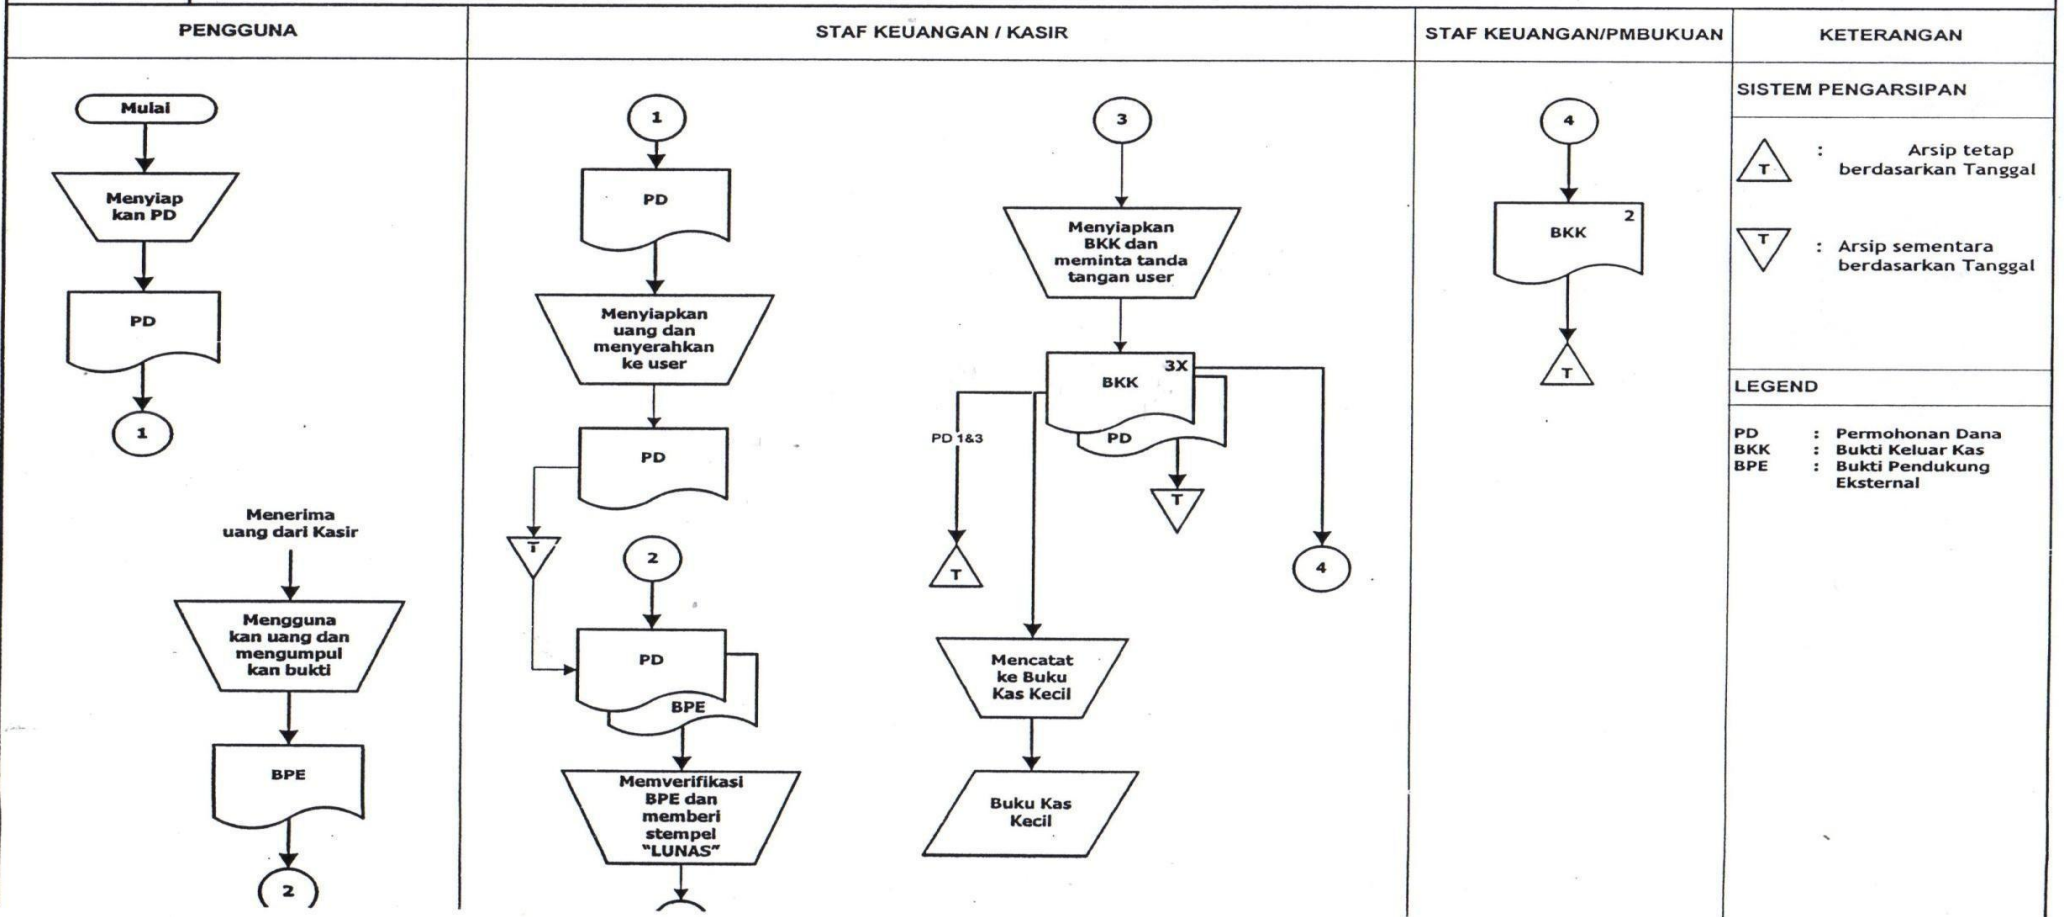 PENGGUNA
STAF KEUANGAN / KASIR
STAF KEUANGAN/PMBUKUAN
KETERANGAN
Mulai
Menyiap
kan PD
PD
1
Menerima
uang dari Kasir
Mengguna
kan uang dan
mengumpul
kan bukti
BPE
2
1
PD
Menyiapkan
uang dan
menyerahkan
ke user
PD
T
2
PD
BPE
Memverifikasi
BPE dan
memberi
stempel
“LUNAS”
3
Menyiapkan
BKK dan
meminta tanda
tangan user
3X
BKK
PD
PD 1&3
T
T
4
Mencatat
ke Buku
Kas Kecil
Buku Kas
Kecil
4
2
BKK
T
SISTEM PENGARSIPAN
T : Arsip tetap
berdasarkan Tanggal
T : Arsip sementara
berdasarkan Tanggal
LEGEND
PD : Permohonan Dana
BKK : Bukti Keluar Kas
BPE : Bukti Pendukung
Eksternal